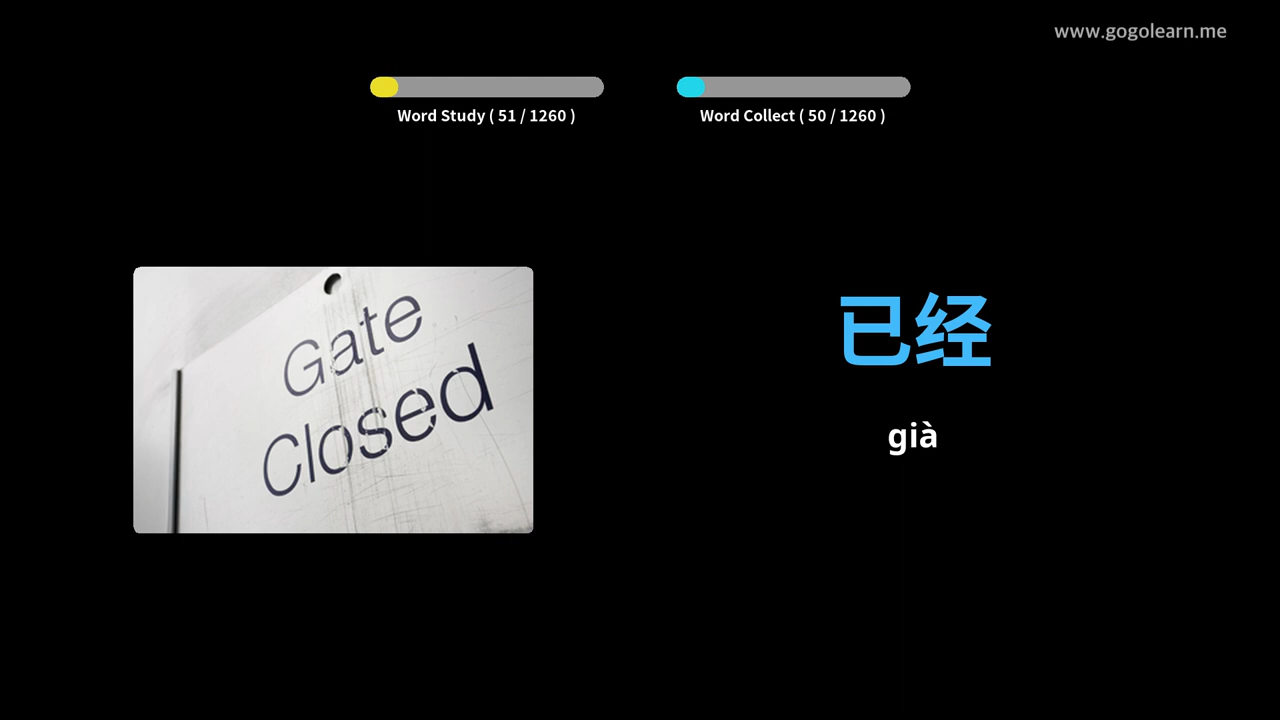 www.gogolearn.me
Word Study ( 51 / 1260 )
Word Collect ( 50 / 1260 )
Gate
Closed
已经
già